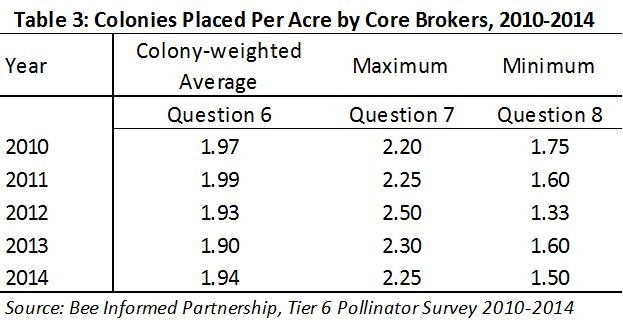 Table 3: Colonies Placed Per Acre by Core Brokers, 2010-2014
Year Colony-weighted Average Maximum Minimum
Question 6 Question 7 Question 8
2010 1.97 2.20 1.75
2011 1.99 2.25 1.60
2012 1.93 2.50 1.33
2013 1.90 2.30 1.60
2014 1.94 2.25 1.50
Source: Bee Informed Partnership, Tier 6 Pollinator Survey 2010-2014